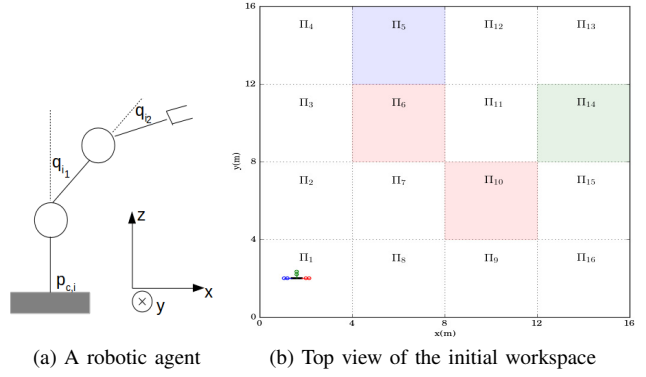 q_{i_1}
q_{i_2}
p_{c,i}
z
x
y
(a) A robotic agent
16
12
8
4
0
y(m)
Π_4 Π_5 Π_12 Π_13
Π_3 Π_6 Π_11 Π_14
Π_2 Π_7 Π_10 Π_15
Π_1 Π_8 Π_9 Π_16
0 4 8 12 16
x(m)
(b) Top view of the initial workspace